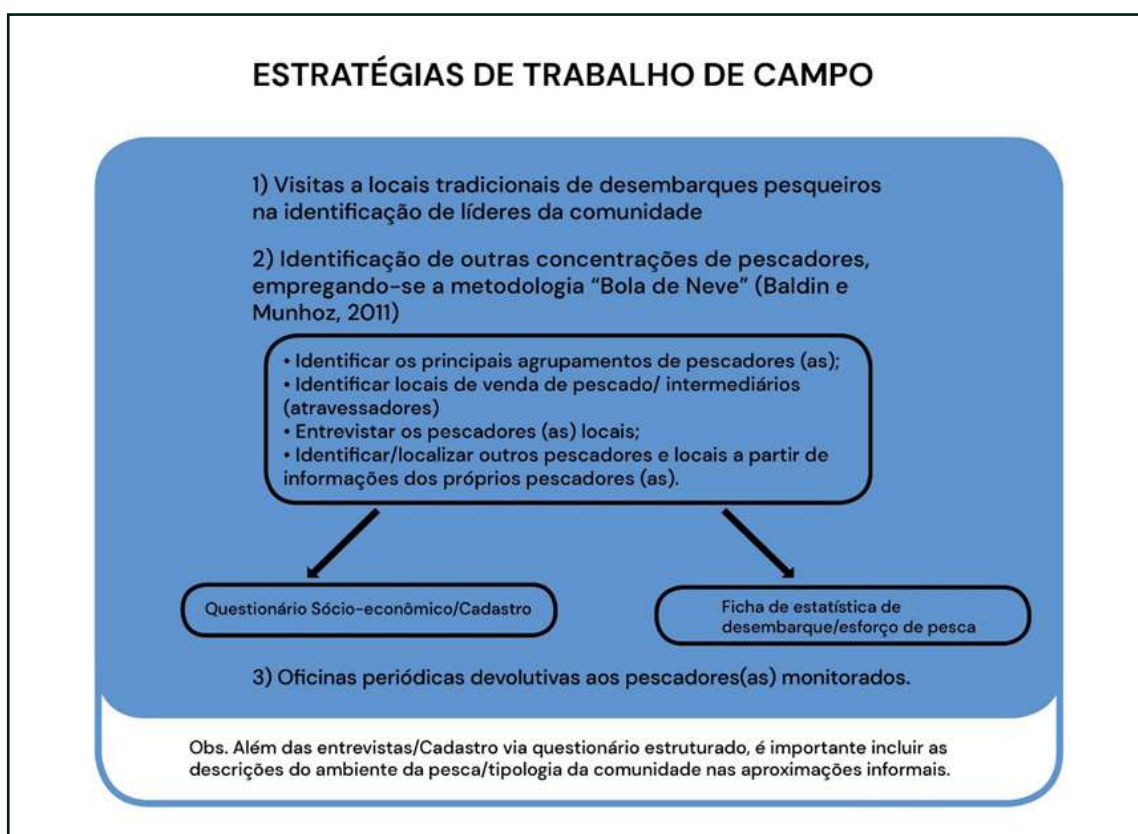 ESTRATÉGIAS DE TRABALHO DE CAMPO
1) Visitas a locais tradicionais de desembarques pesqueiros
na identificação de líderes da comunidade
2) Identificação de outras concentrações de pescadores,
empregando-se a metodologia “Bola de Neve” (Baldin e
Munhoz, 2011)
• Identificar os principais agrupamentos de pescadores (as);
• Identificar locais de venda de pescado/ intermediários
(atravessadores)
• Entrevistar os pescadores (as) locais;
• Identificar/localizar outros pescadores e locais a partir de
informações dos próprios pescadores (as).
Questionário Sócio-econômico/Cadastro
Ficha de estatística de
desembarque/esforço de pesca
3) Oficinas periódicas devolutivas aos pescadores(as) monitorados.
Obs. Além das entrevistas/Cadastro via questionário estruturado, é importante incluir as
descrições do ambiente da pesca/tipologia da comunidade nas aproximações informais.